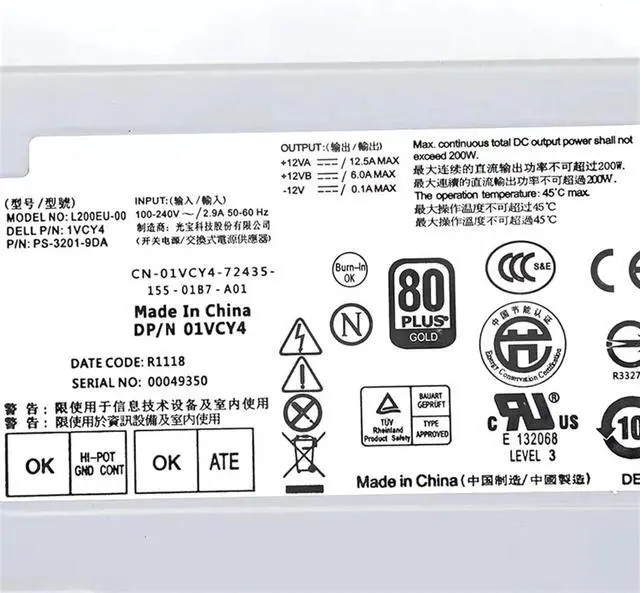 (型号/型號)
MODEL NO: L200EU-00
DELL P/N: 1VCY4
P/N: PS-3201-9DA
INPUT:(输入/輸入)
100-240V~/2.9A 50-60 Hz
制造商: 光宝科技股份有限公司
(开关电源/交換式電源供應器)
OUTPUT:(输出/輸出)
+12VA / 12.5A MAX
+12VB / 6.0A MAX
-12V / 0.1A MAX
Max. continuous total DC output power shall not
exceed 200W.
最大连续的直流输出功率不可超过200W.
最大連續的直流輸出功率不可超過200W.
The operation temperature: 45°C max.
最大操作温度不可超过45°C
最大操作溫度不可超過45°C
CN-01VCY4-72435-
155-01B7-A01
Made In China
DP/N 01VCY4
DATE CODE: R1118
SERIAL NO: 00049350
警告: 限使用于信息技术设备及室内使用
警告: 限使用於資訊設備及室內使用
OK
HI-POT
GND CONT
OK
ATE
Burn-In
OK
N
80
PLUS®
GOLD
CCC S&E
中国节能认证
Energy Conservation Certification
CE
R3327
TÜV
Rheinland
Product Safety
BAUART
GEPRÜFT
TYPE
APPROVED
c RU® US
E 132068
LEVEL 3
10
Made in China (中国制造/中國製造)
DE